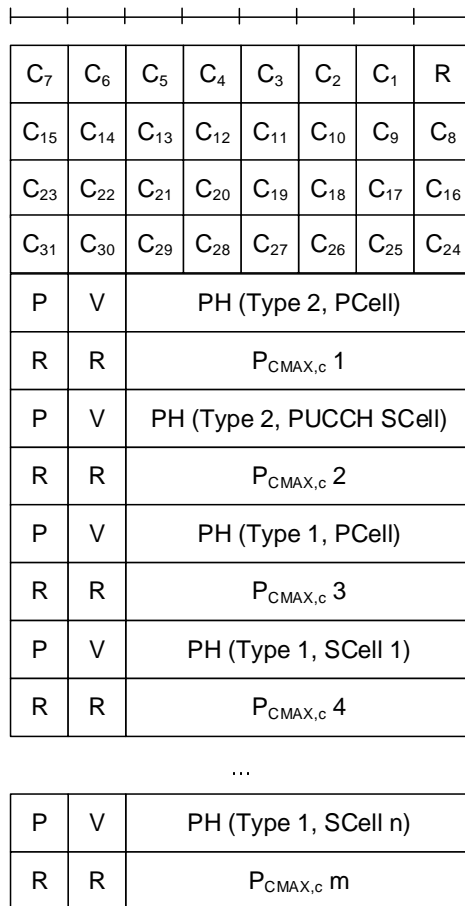 C7 C6 C5 C4 C3 C2 C1 R
C15 C14 C13 C12 C11 C10 C9 C8
C23 C22 C21 C20 C19 C18 C17 C16
C31 C30 C29 C28 C27 C26 C25 C24
P V PH (Type 2, PCell)
R R PCMAX,c 1
P V PH (Type 2, PUCCH SCell)
R R PCMAX,c 2
P V PH (Type 1, PCell)
R R PCMAX,c 3
P V PH (Type 1, SCell 1)
R R PCMAX,c 4
...
P V PH (Type 1, SCell n)
R R PCMAX,c m